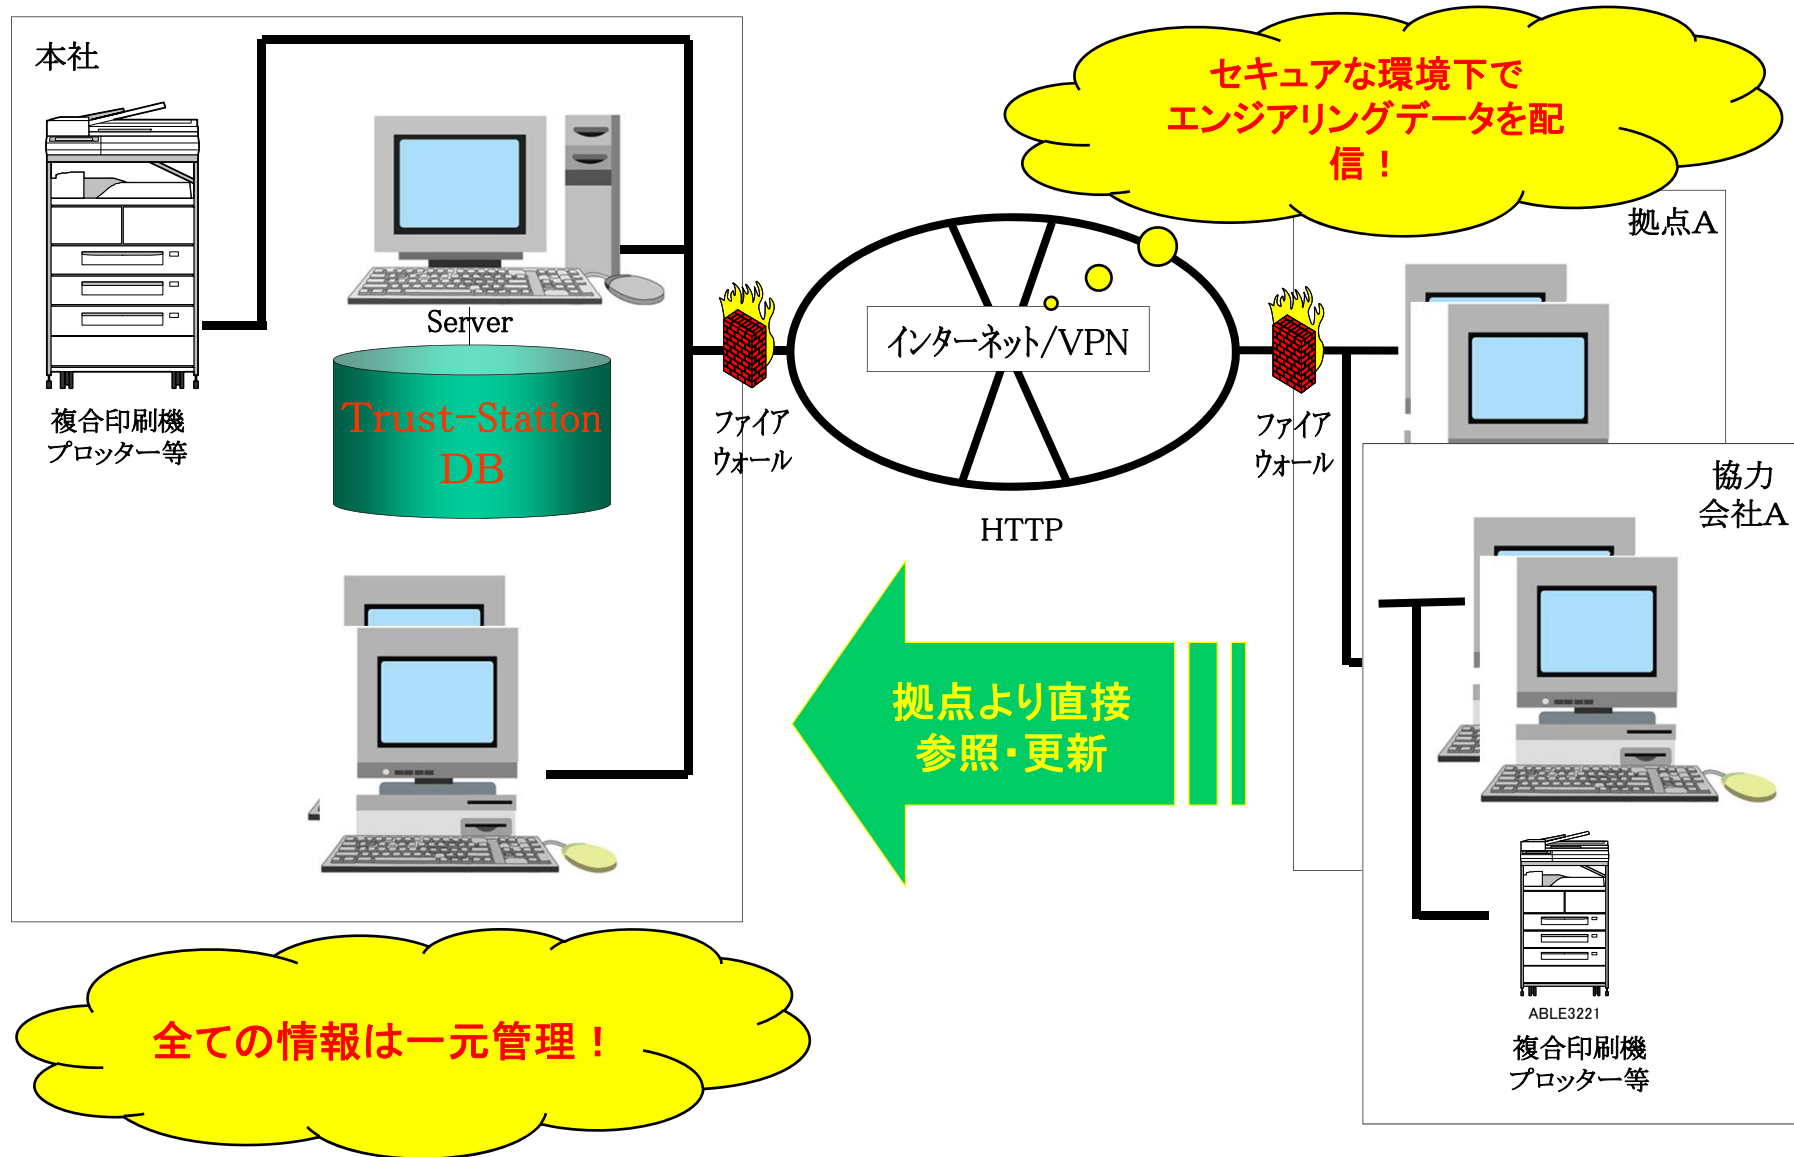 本社
セキュアな環境下で
エンジアリングデータを配
信！
拠点A
Server
インターネット/VPN
Trust-Station
DB
複合印刷機
プロッター等
ファイア
ウォール
ファイア
ウォール
HTTP
協力
会社A
拠点より直接
参照・更新
ABLE3221
複合印刷機
プロッター等
全ての情報は一元管理！